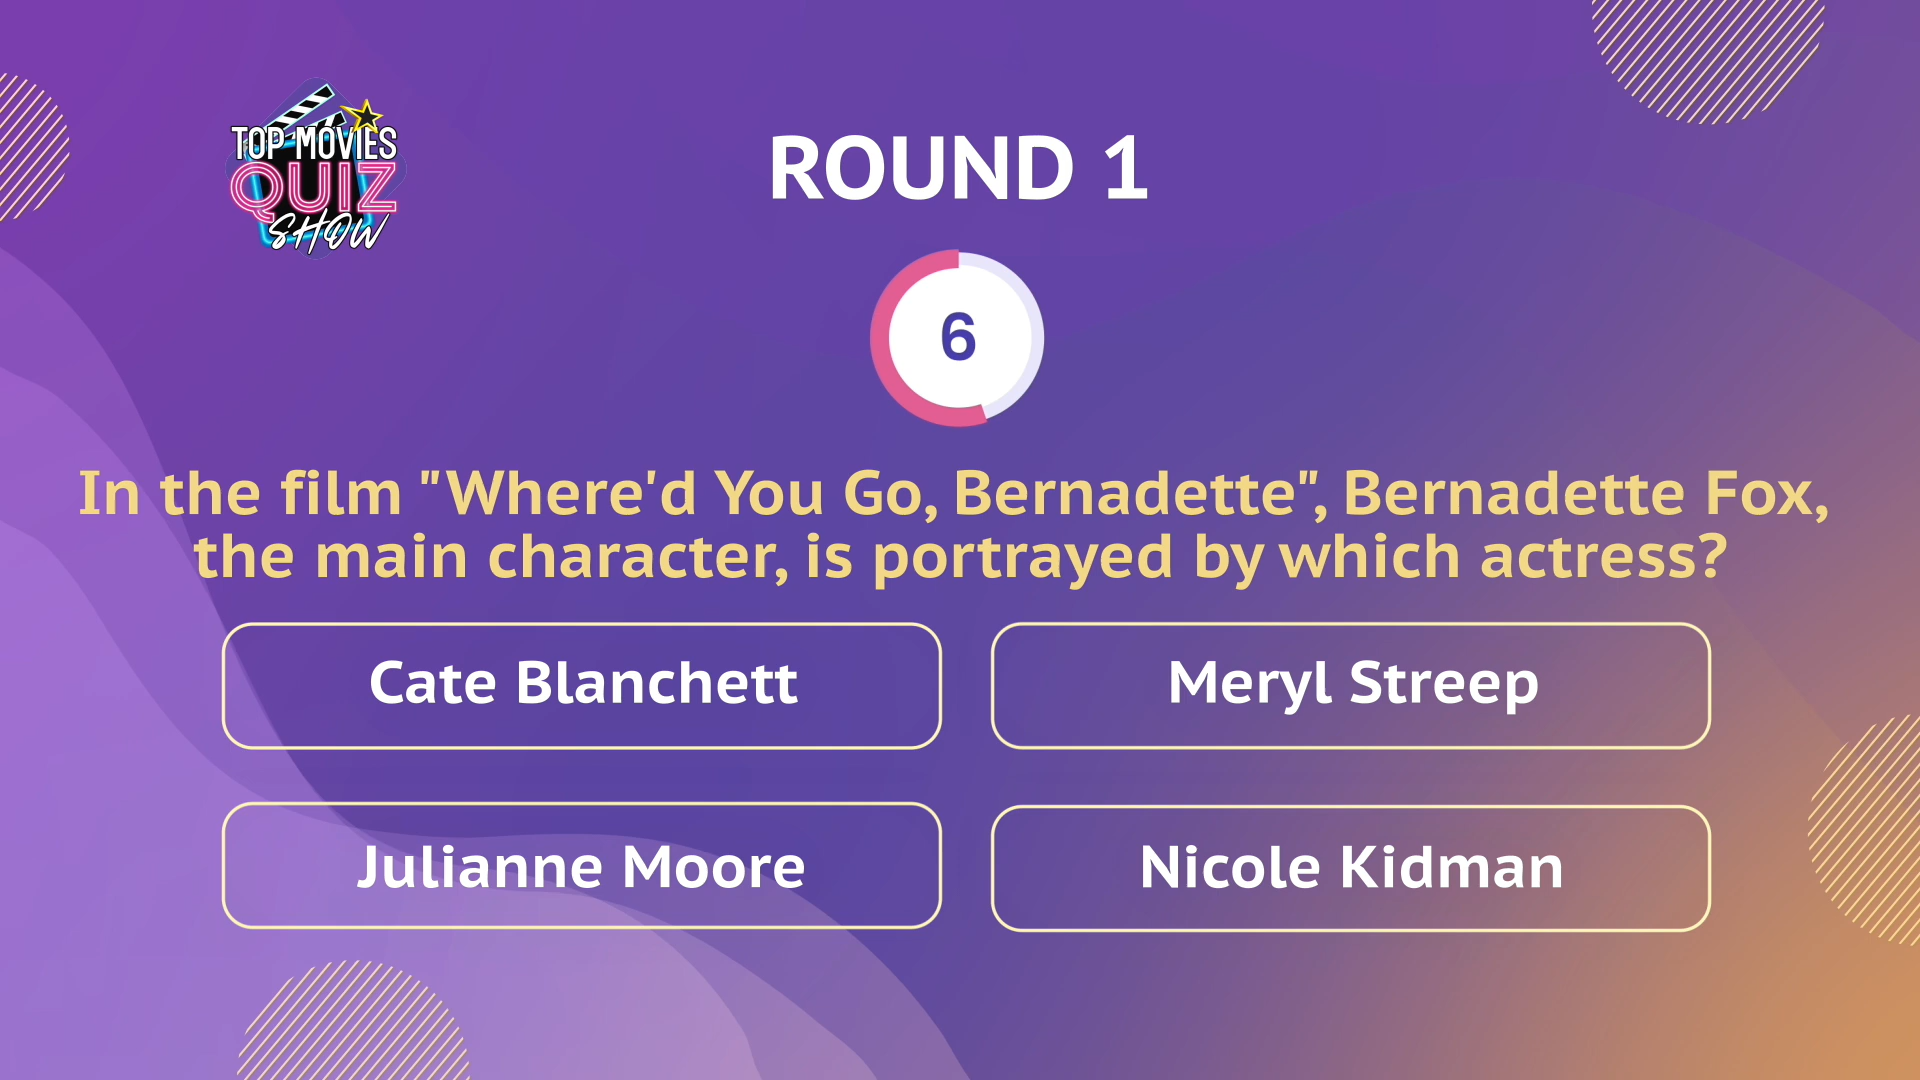 TOP MOVIES
QUIZ
SHOW
ROUND 1
6
In the film "Where'd You Go, Bernadette", Bernadette Fox,
the main character, is portrayed by which actress?
Cate Blanchett
Meryl Streep
Julianne Moore
Nicole Kidman